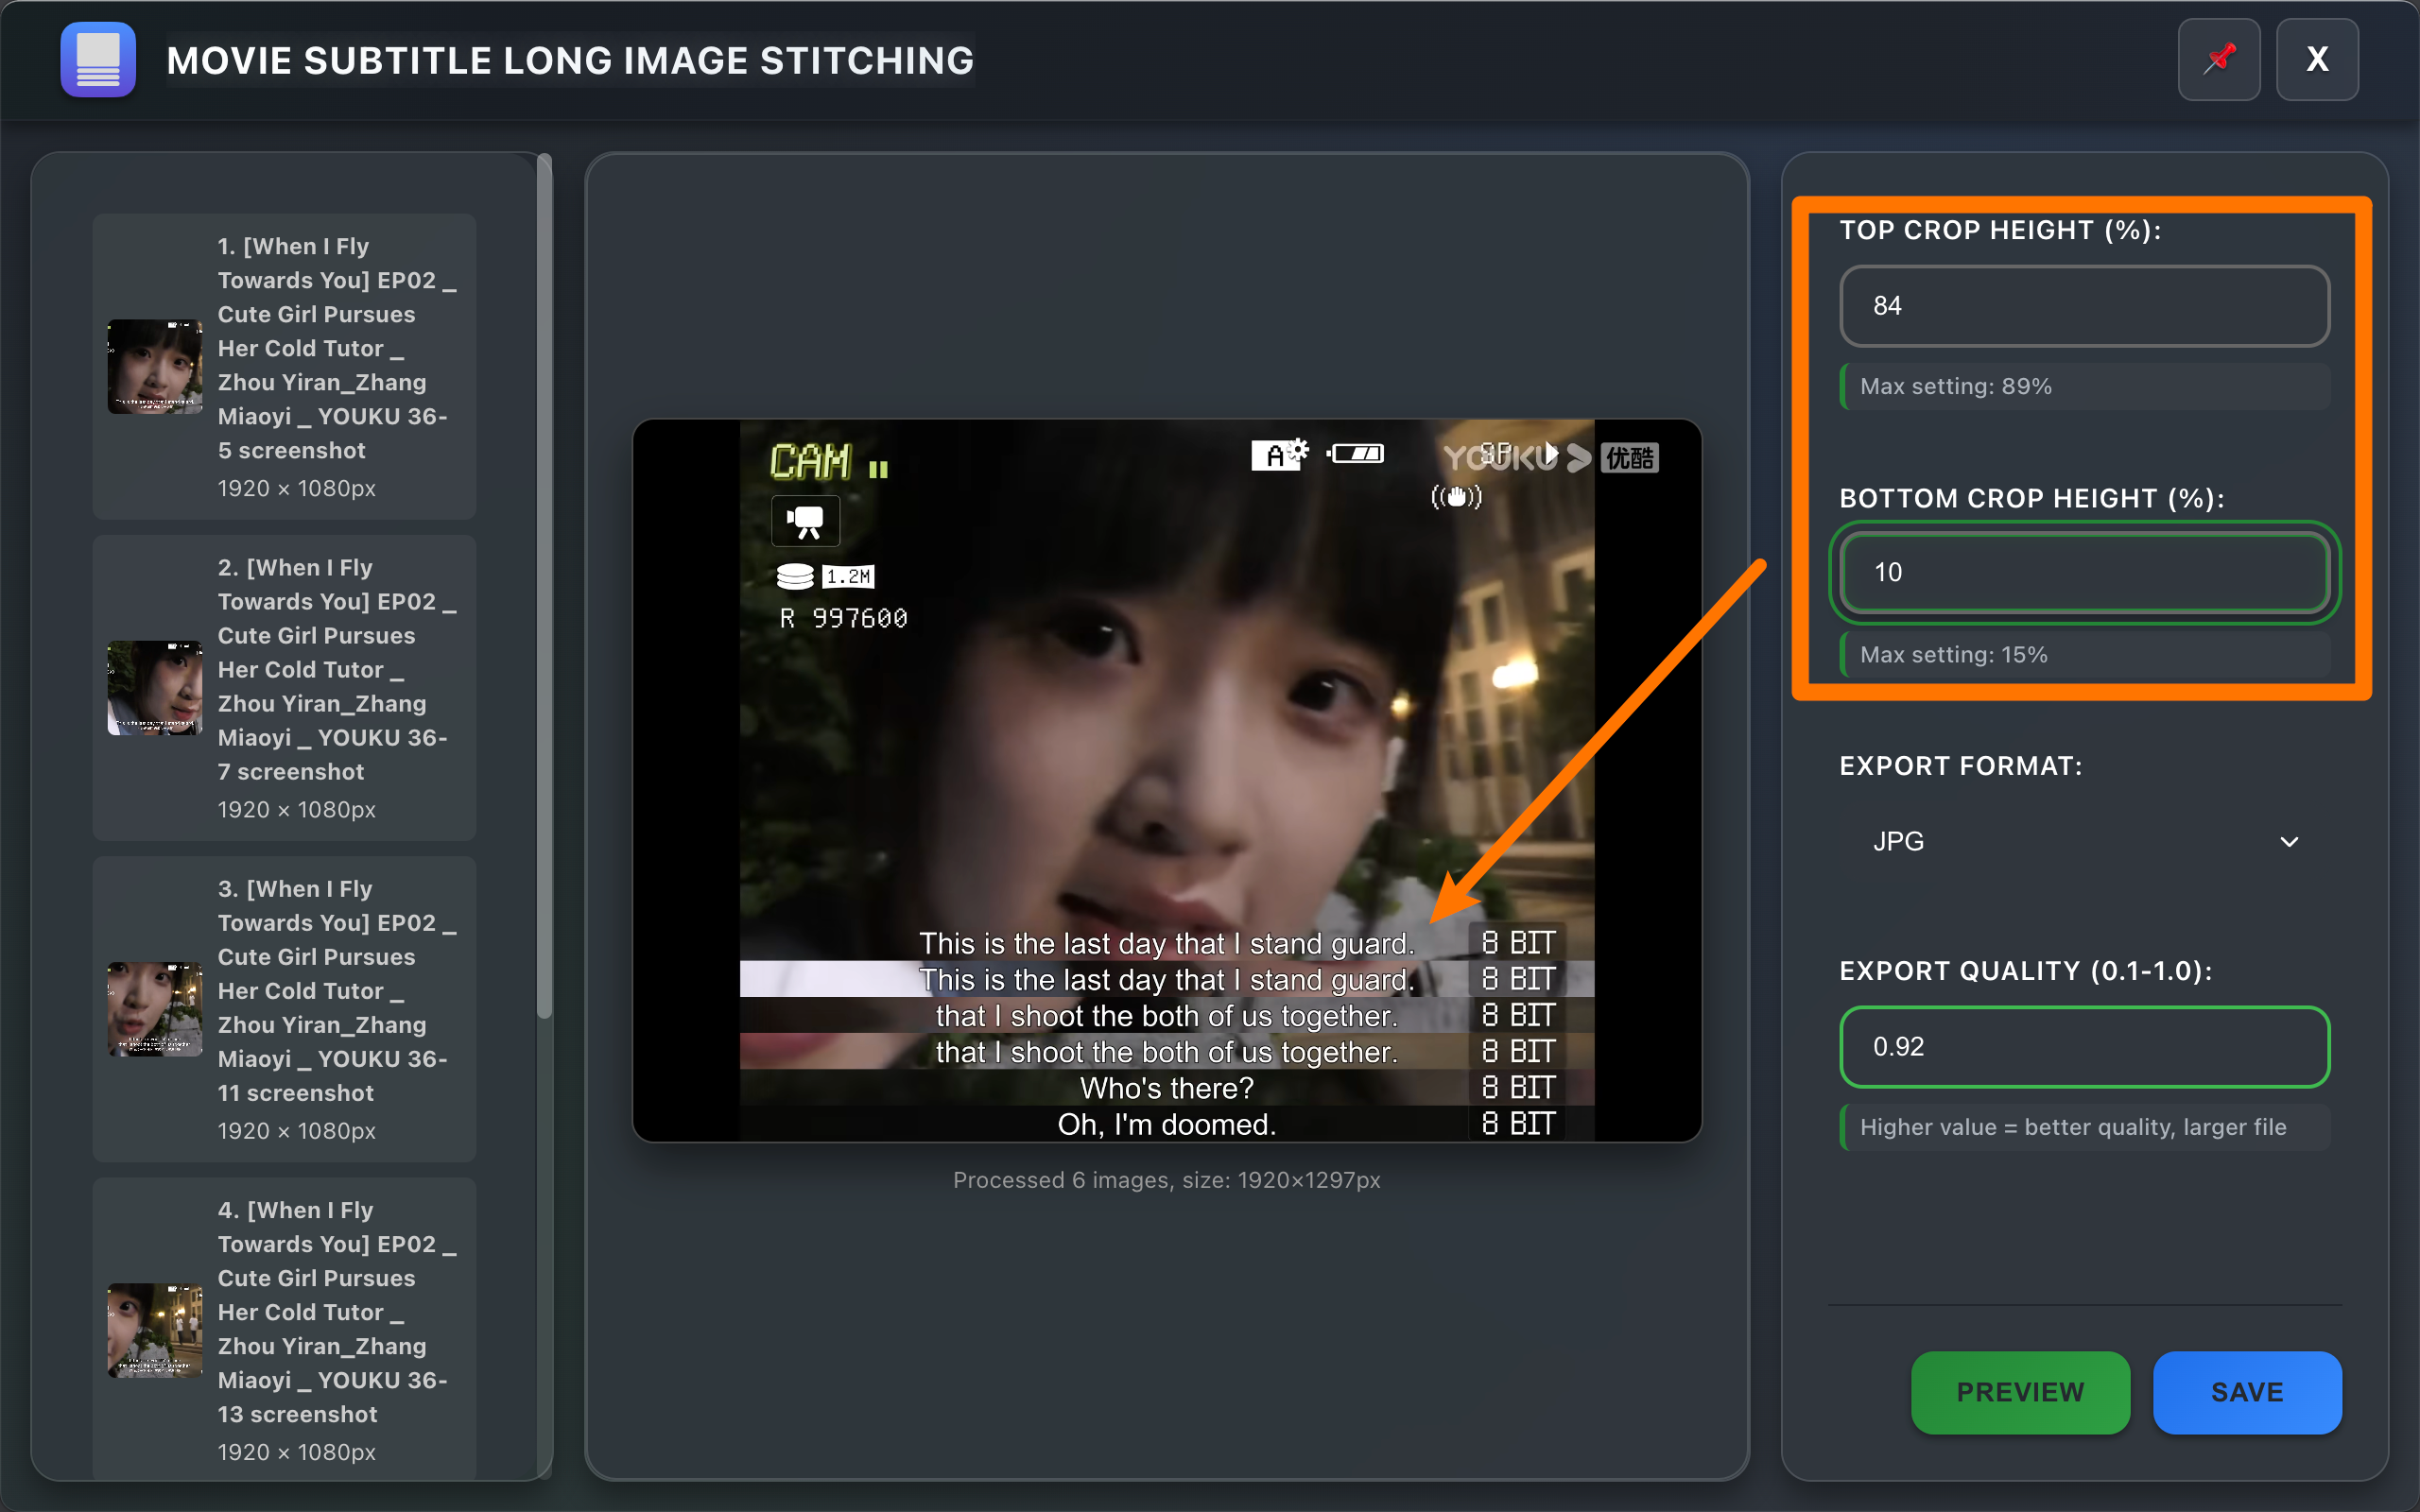 MOVIE SUBTITLE LONG IMAGE STITCHING
X
1. [When I Fly
Towards You] EP02 _
Cute Girl Pursues
Her Cold Tutor _
Zhou Yiran_Zhang
Miaoyi _ YOUKU 36-
5 screenshot
1920 × 1080px
2. [When I Fly
Towards You] EP02 _
Cute Girl Pursues
Her Cold Tutor _
Zhou Yiran_Zhang
Miaoyi _ YOUKU 36-
7 screenshot
1920 × 1080px
3. [When I Fly
Towards You] EP02 _
Cute Girl Pursues
Her Cold Tutor _
Zhou Yiran_Zhang
Miaoyi _ YOUKU 36-
11 screenshot
1920 × 1080px
4. [When I Fly
Towards You] EP02 _
Cute Girl Pursues
Her Cold Tutor _
Zhou Yiran_Zhang
Miaoyi _ YOUKU 36-
13 screenshot
1920 × 1080px
CAM
A
SP
YOUKU 优酷
1.2M
R 997600
This is the last day that I stand guard. 8 BIT
This is the last day that I stand guard. 8 BIT
that I shoot the both of us together. 8 BIT
that I shoot the both of us together. 8 BIT
Who's there? 8 BIT
Oh, I'm doomed. 8 BIT
Processed 6 images, size: 1920×1297px
TOP CROP HEIGHT (%):
84
Max setting: 89%
BOTTOM CROP HEIGHT (%):
10
Max setting: 15%
EXPORT FORMAT:
JPG
EXPORT QUALITY (0.1-1.0):
0.92
Higher value = better quality, larger file
PREVIEW
SAVE